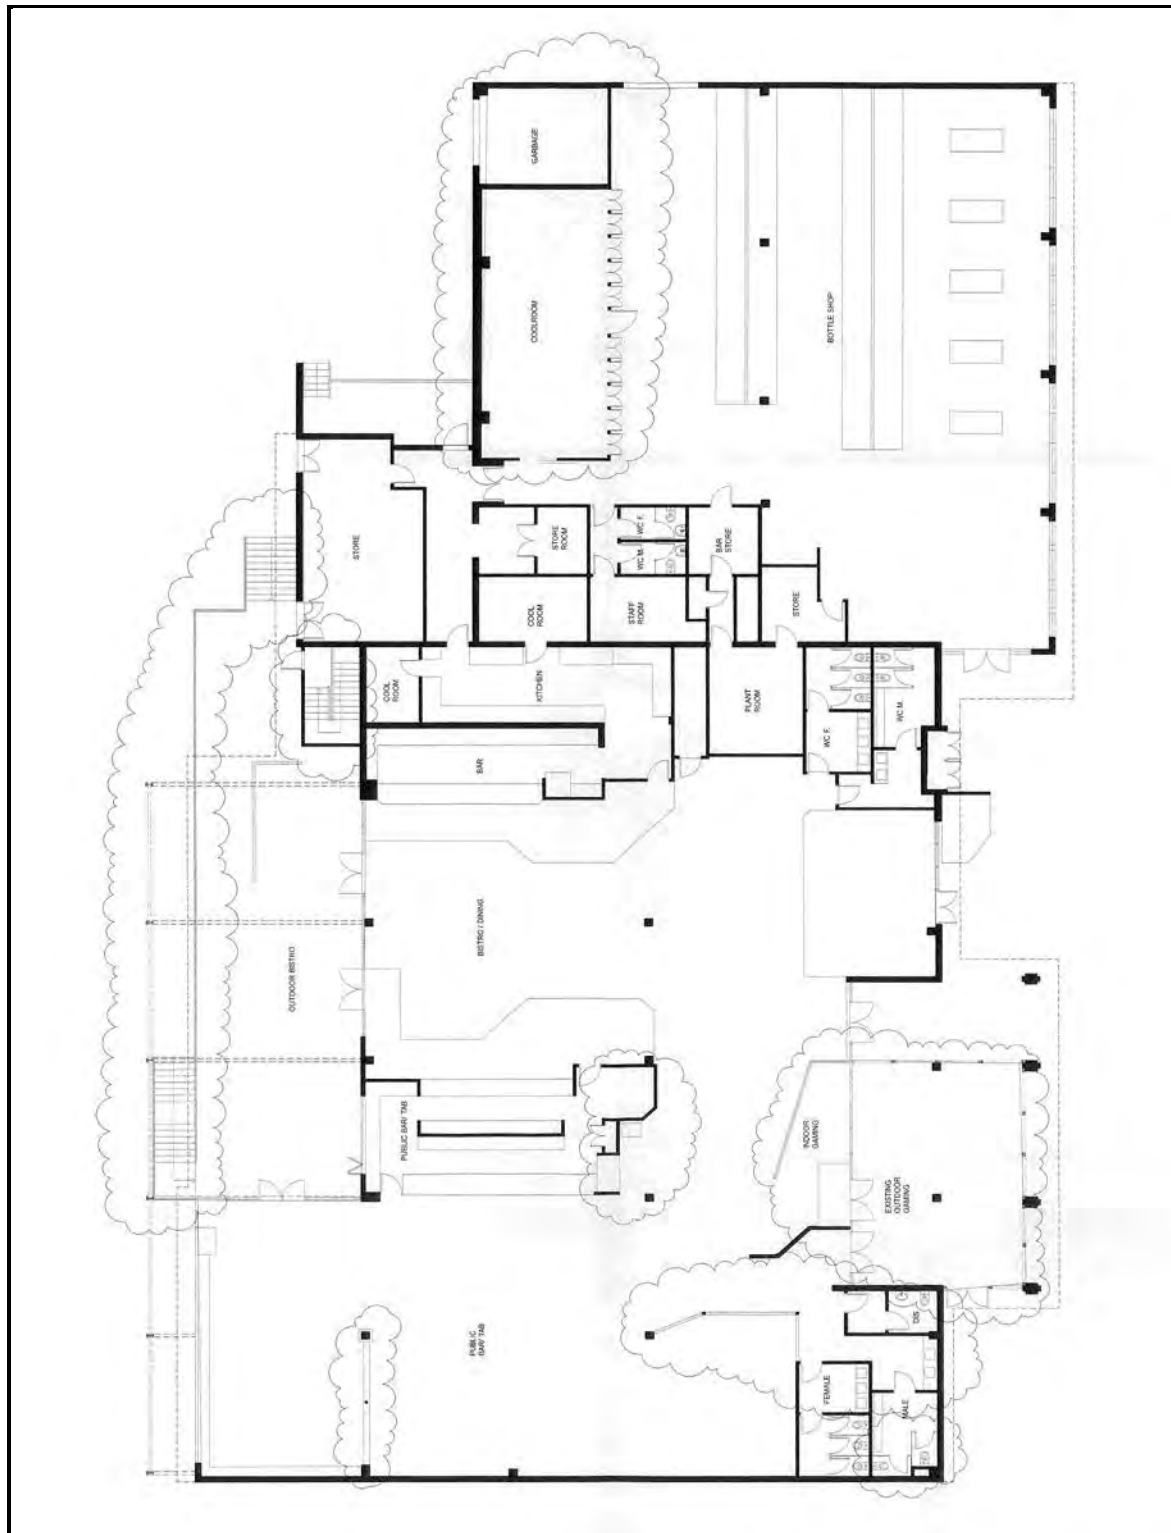 GARBAGE
COOLROOM
BOTTLE SHOP
STORE
STORE
ROOM
WC F.
WC M.
BAR
STORE
COOL
ROOM
STAFF
ROOM
STORE
COOL
ROOM
KITCHEN
PLANT
ROOM
WC F.
WC M.
BAR
BISTRO / DINING
OUTDOOR BISTRO
PUBLIC BAR/ TAB
INDOOR
GAMING
EXISTING
OUTDOOR
GAMING
PUBLIC
BAR/ TAB
DIS
FEMALE
MALE